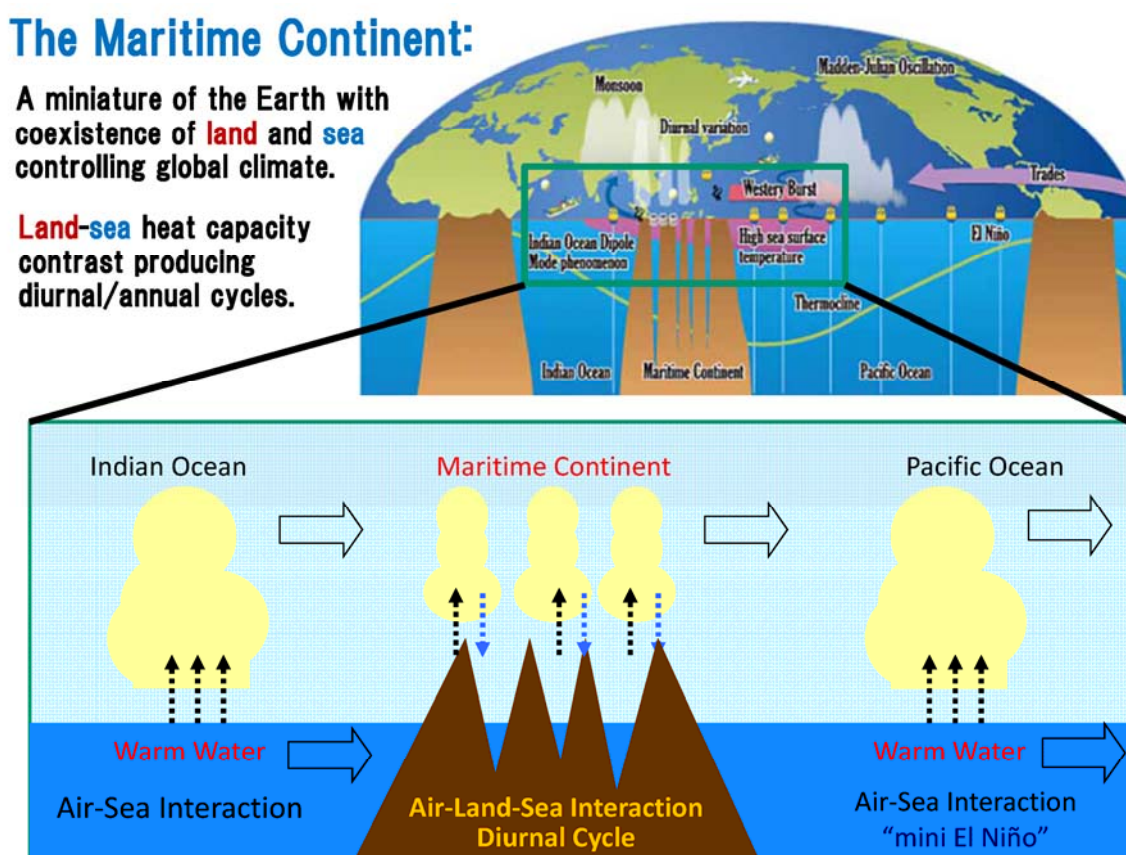 The Maritime Continent:
A miniature of the Earth with
coexistence of land and sea
controlling global climate.
Land-sea heat capacity
contrast producing
diurnal/annual cycles.
Monsoon
Madden-Julian Oscillation
Diurnal variation
Westery Burst
Trades
Indian Ocean Dipole
Mode phenomenon
High sea surface
temperature
El Niño
Thermocline
Indian Ocean
Maritime Continent
Pacific Ocean
Indian Ocean
Maritime Continent
Pacific Ocean
Warm Water
Air-Sea Interaction
Air-Land-Sea Interaction
Diurnal Cycle
Warm Water
Air-Sea Interaction
“mini El Niño”